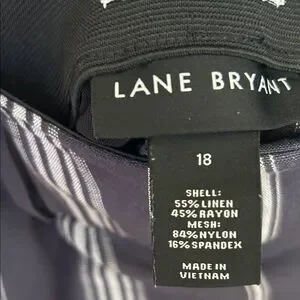 LANE BRYANT
18
SHELL:
55% LINEN
45% RAYON
MESH:
84% NYLON
16% SPANDEX
MADE IN
VIETNAM